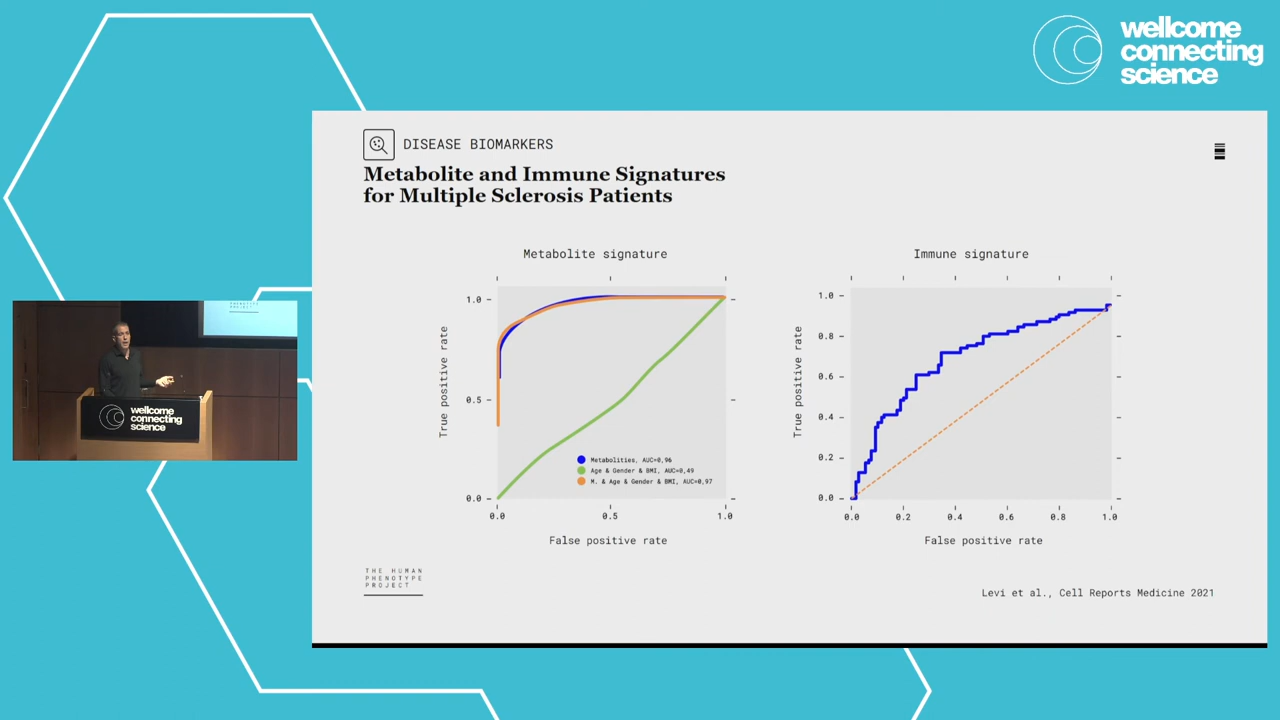 wellcome
connecting
science
DISEASE BIOMARKERS
Metabolite and Immune Signatures
for Multiple Sclerosis Patients
Metabolite signature
True positive rate
1.0
0.5
0.0
Metabolities, AUC=0,96
Age & Gender & BMI, AUC=0,49
M. & Age & Gender & BMI, AUC=0,97
0.0
0.5
1.0
False positive rate
Immune signature
True positive rate
1.0
0.8
0.6
0.4
0.2
0.0
0.0
0.2
0.4
0.6
0.8
1.0
False positive rate
THE HUMAN
PHENOTYPE
PROJECT
Levi et al., Cell Reports Medicine 2021
wellcome
connecting
science